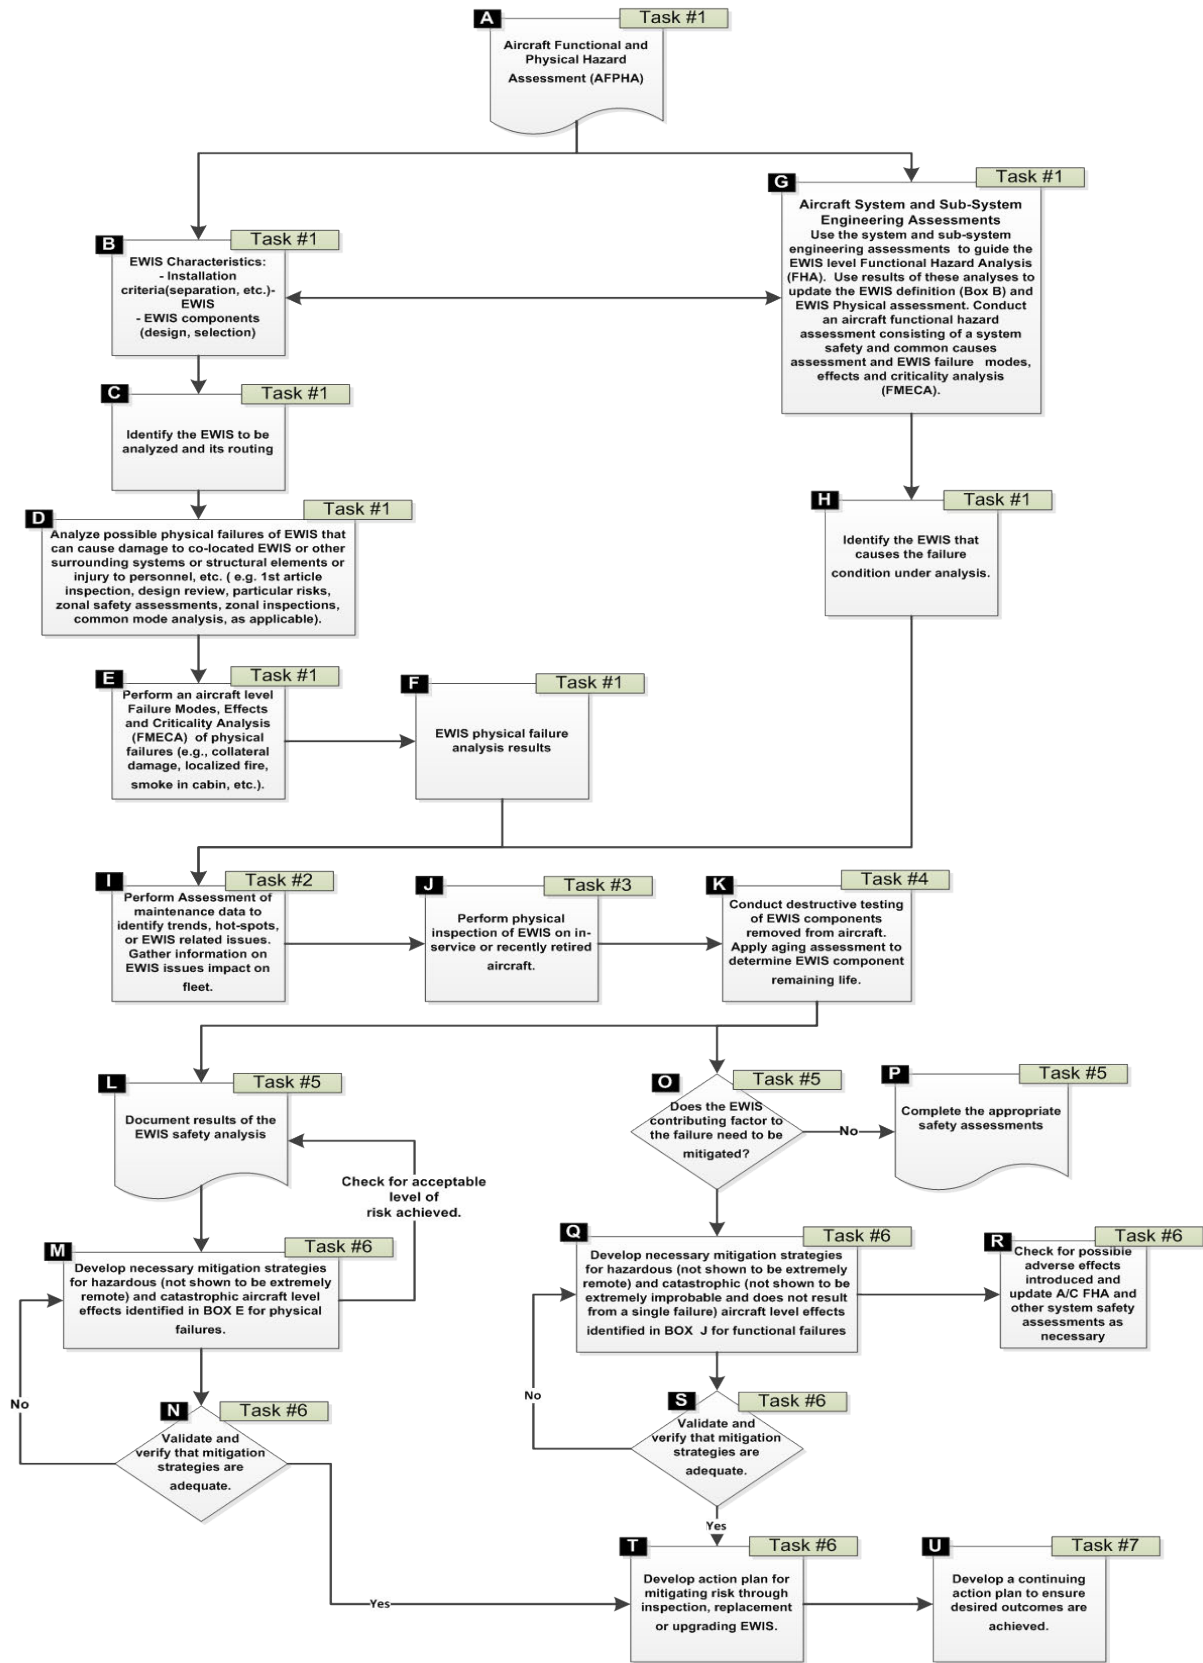 A
Task #1
Aircraft Functional and
Physical Hazard
Assessment (AFPHA)
G
Task #1
Aircraft System and Sub-System
Engineering Assessments
Use the system and sub-system
engineering assessments to guide the
EWIS level Functional Hazard Analysis
(FHA). Use results of these analyses to
update the EWIS definition (Box B) and
EWIS Physical assessment. Conduct
an aircraft functional hazard
assessment consisting of a system
safety and common causes
assessment and EWIS failure modes,
effects and criticality analysis
(FMECA).
B
Task #1
EWIS Characteristics:
- Installation
criteria(separation, etc.)-
EWIS
- EWIS components
(design, selection)
C
Task #1
Identify the EWIS to be
analyzed and its routing
D
Task #1
Analyze possible physical failures of EWIS that
can cause damage to co-located EWIS or other
surrounding systems or structural elements or
injury to personnel, etc. ( e.g. 1st article
inspection, design review, particular risks,
zonal safety assessments, zonal inspections,
common mode analysis, as applicable).
H
Task #1
Identify the EWIS that
causes the failure
condition under analysis.
E
Task #1
Perform an aircraft level
Failure Modes, Effects
and Criticality Analysis
(FMECA) of physical
failures (e.g., collateral
damage, localized fire,
smoke in cabin, etc.).
F
Task #1
EWIS physical failure
analysis results
I
Task #2
Perform Assessment of
maintenance data to
identify trends, hot-spots,
or EWIS related issues.
Gather information on
EWIS issues impact on
fleet.
J
Task #3
Perform physical
inspection of EWIS on in-
service or recently retired
aircraft.
K
Task #4
Conduct destructive testing
of EWIS components
removed from aircraft.
Apply aging assessment to
determine EWIS component
remaining life.
L
Task #5
Document results of the
EWIS safety analysis
Check for acceptable
level of
risk achieved.
O
Task #5
Does the EWIS
contributing factor to
the failure need to be
mitigated?
No
P
Task #5
Complete the appropriate
safety assessments
M
Task #6
Develop necessary mitigation strategies
for hazardous (not shown to be extremely
remote) and catastrophic aircraft level
effects identified in BOX E for physical
failures.
Q
Task #6
Develop necessary mitigation strategies
for hazardous (not shown to be extremely
remote) and catastrophic (not shown to be
extremely improbable and does not result
from a single failure) aircraft level effects
identified in BOX J for functional failures
R
Task #6
Check for possible
adverse effects
introduced and
update A/C FHA and
other system safety
assessments as
necessary
No
N
Task #6
Validate and
verify that mitigation
strategies are
adequate.
No
S
Task #6
Validate and
verify that mitigation
strategies are
adequate.
Yes
Yes
T
Task #6
Develop action plan for
mitigating risk through
inspection, replacement
or upgrading EWIS.
U
Task #7
Develop a continuing
action plan to ensure
desired outcomes are
achieved.